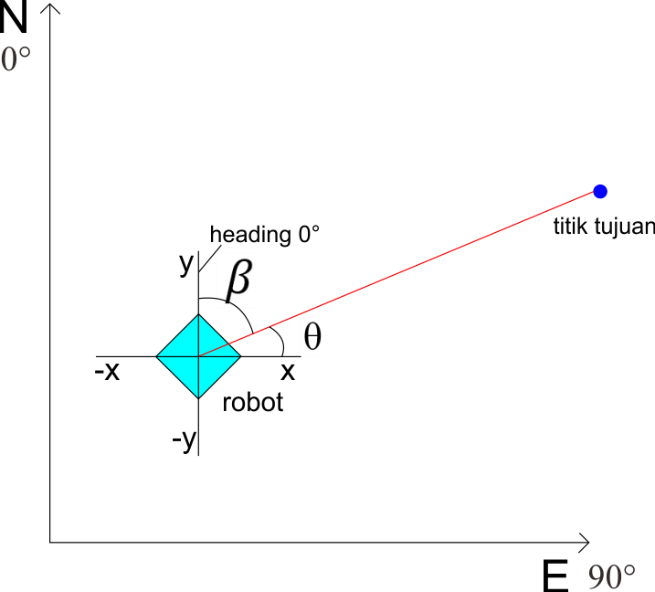 N
0°
heading 0°
y
β
titik tujuan
θ
-x
x
robot
-y
E 90°